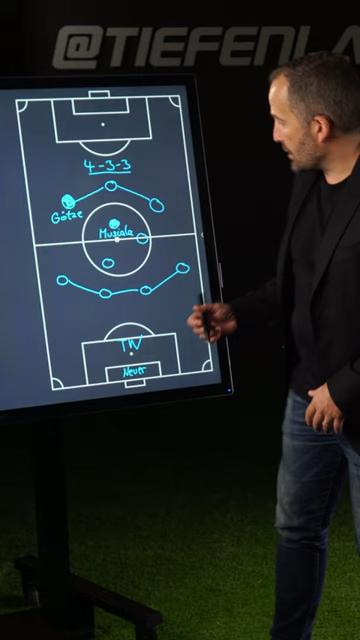 @TIEFENLA
4-3-3
Götze
Musiala
TW
Neuer